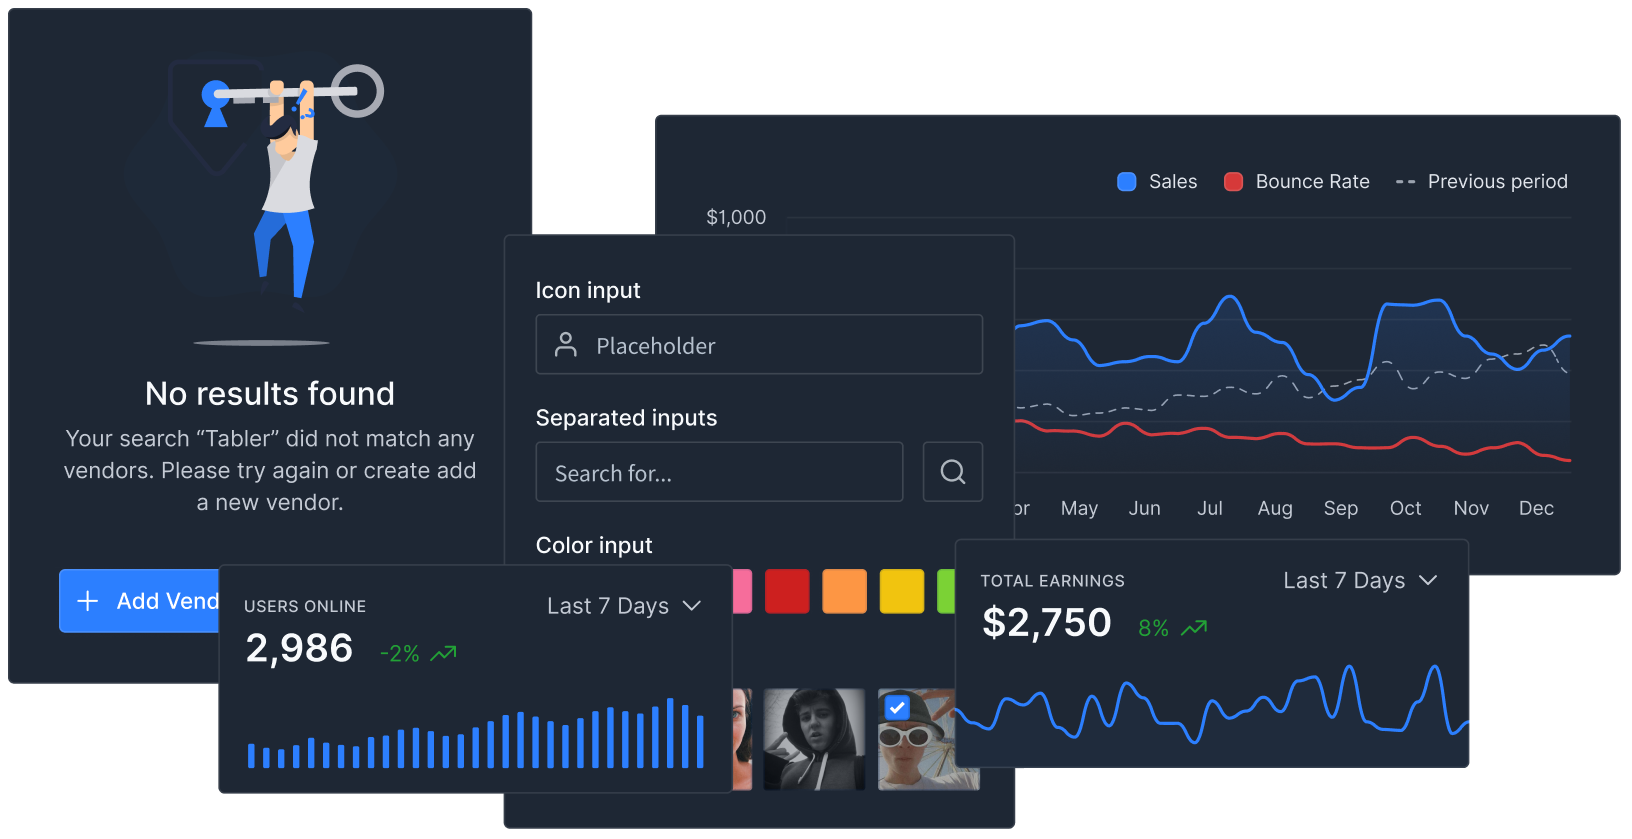 No results found
Your search “Tabler” did not match any
vendors. Please try again or create add
a new vendor.
Add Vend
Sales
Bounce Rate
Previous period
$1,000
May
Jun
Jul
Aug
Sep
Oct
Nov
Dec
Icon input
Placeholder
Separated inputs
Search for...
Color input
USERS ONLINE
Last 7 Days
2,986
-2%
TOTAL EARNINGS
Last 7 Days
$2,750
8%